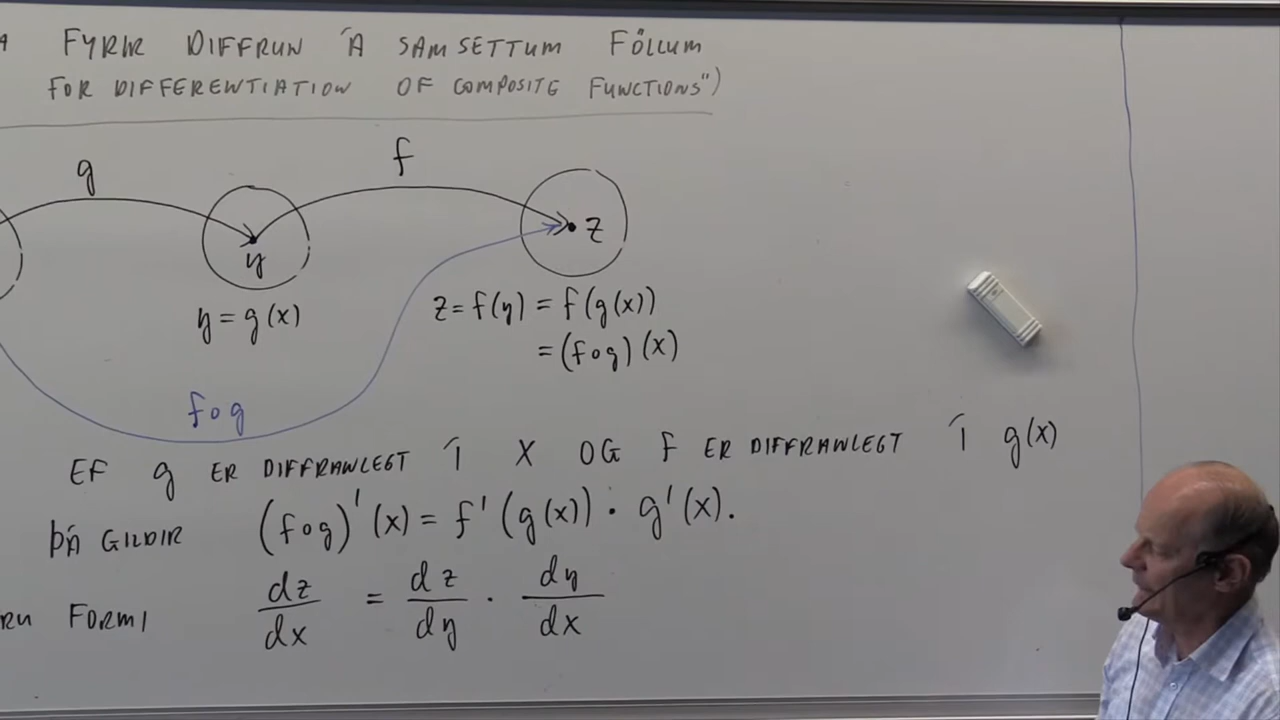 FYRIR DIFFRUN Á SAMSETTUM FÖLLUM
FOR DIFFERENTIATION OF COMPOSITE FUNCTIONS")
g
f
y
z
y = g(x)
z = f(y) = f(g(x))
= (f∘g)(x)
f∘g
EF g ER DIFFRANLEGT Í X OG f ER DIFFRANLEGT Í g(x)
ÞÁ GILDIR (f∘g)'(x) = f'(g(x)) · g'(x).
FORMI dz/dx = dz/dy · dy/dx